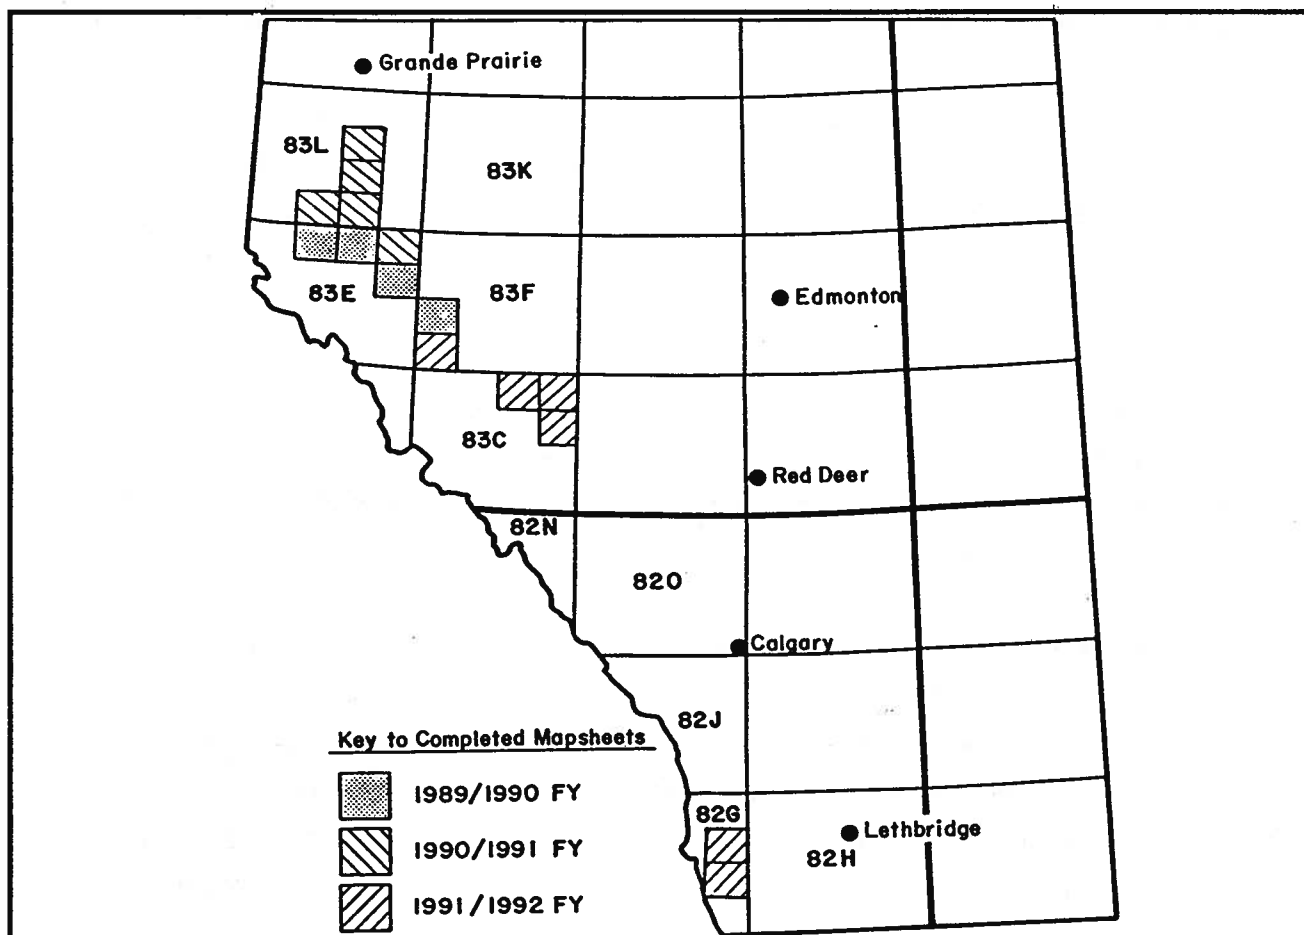 Grande Prairie
83L
83K
83E
83F
Edmonton
83C
Red Deer
82N
82O
Calgary
82J
Key to Completed Mapsheets
1989/1990 FY
1990/1991 FY
1991/1992 FY
82G
Lethbridge
82H